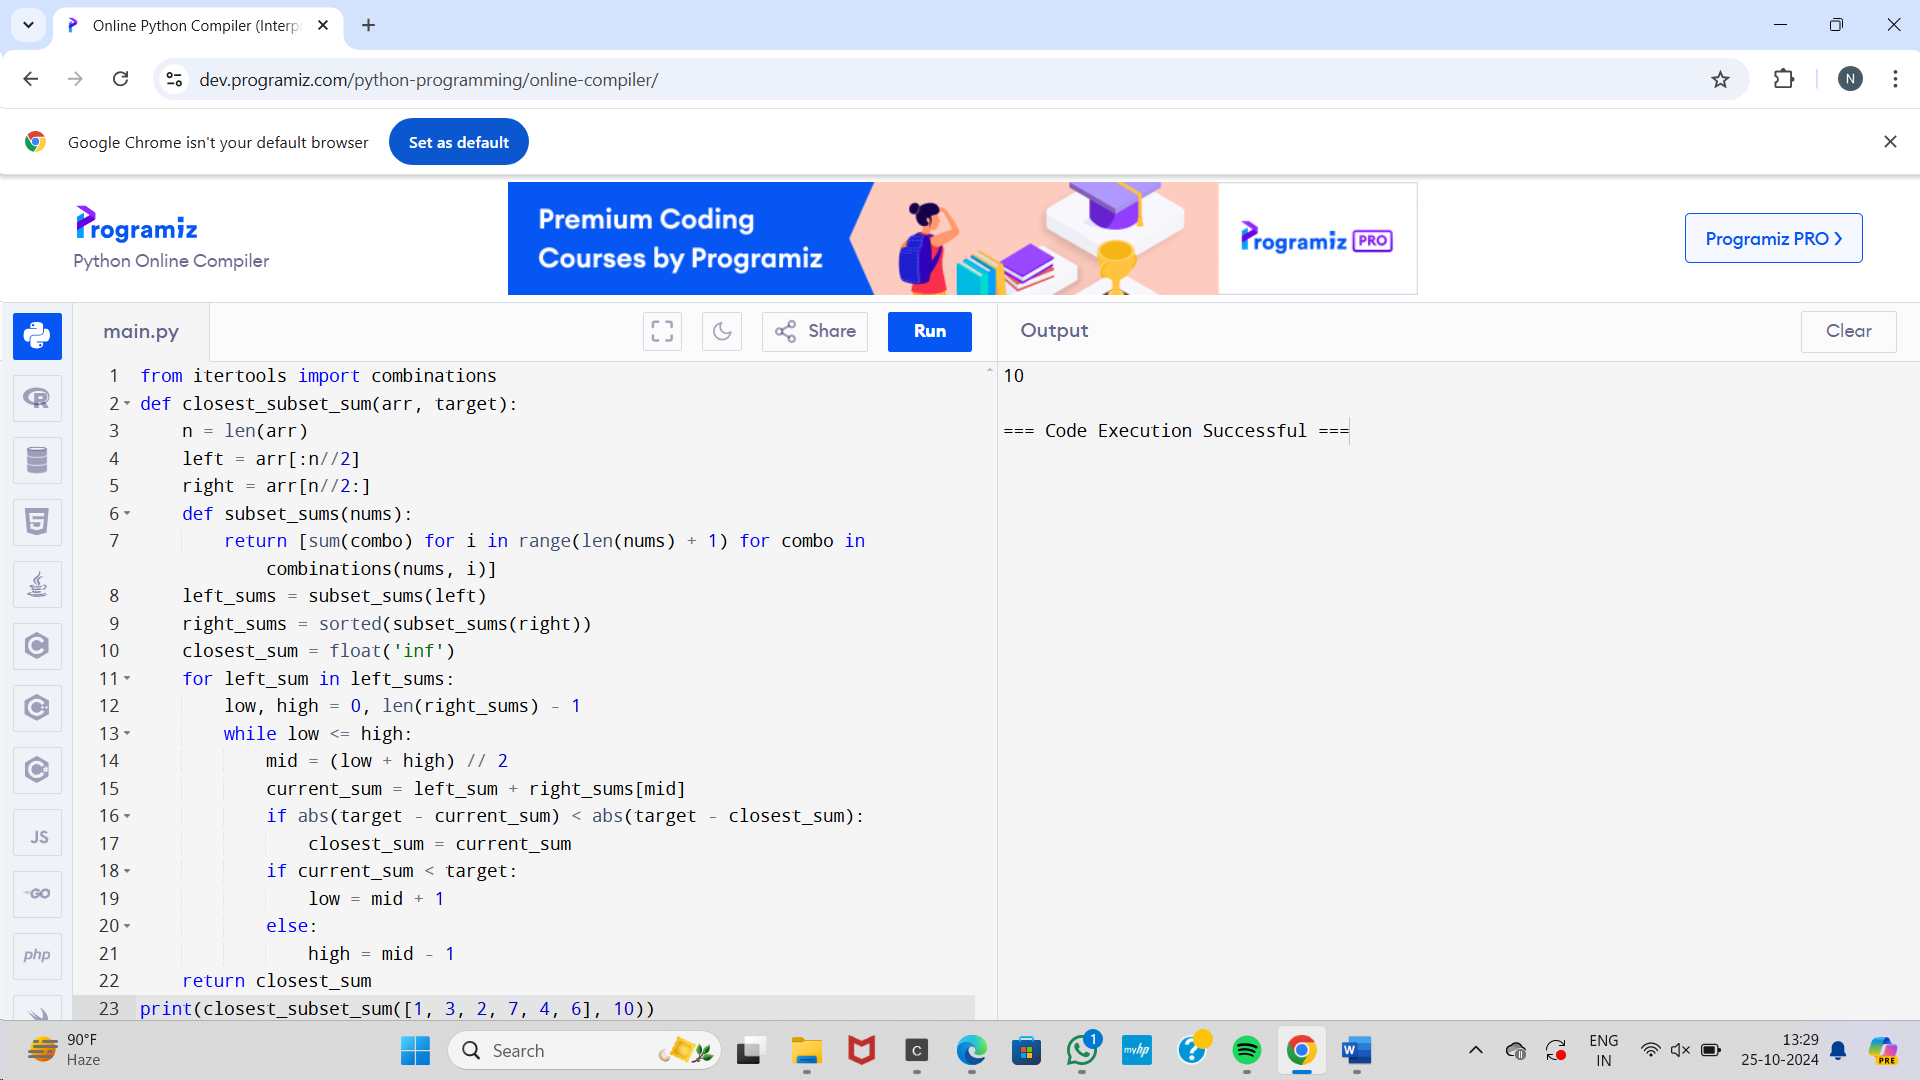 Online Python Compiler (Interp
dev.programiz.com/python-programming/online-compiler/
N
Google Chrome isn't your default browser
Set as default
Programiz
Python Online Compiler
Premium Coding
Courses by Programiz
Programiz PRO
Programiz PRO ❯
main.py
Share
Run
Output
Clear
1 from itertools import combinations
2 def closest_subset_sum(arr, target):
3     n = len(arr)
4     left = arr[:n//2]
5     right = arr[n//2:]
6     def subset_sums(nums):
7         return [sum(combo) for i in range(len(nums) + 1) for combo in
            combinations(nums, i)]
8     left_sums = subset_sums(left)
9     right_sums = sorted(subset_sums(right))
10     closest_sum = float('inf')
11     for left_sum in left_sums:
12         low, high = 0, len(right_sums) - 1
13         while low <= high:
14             mid = (low + high) // 2
15             current_sum = left_sum + right_sums[mid]
16             if abs(target - current_sum) < abs(target - closest_sum):
17                 closest_sum = current_sum
18             if current_sum < target:
19                 low = mid + 1
20             else:
21                 high = mid - 1
22     return closest_sum
23 print(closest_subset_sum([1, 3, 2, 7, 4, 6], 10))
10
=== Code Execution Successful ===
R
5
C
C
C
JS
GO
php
90°F
Haze
Search
C
1
myhp
?
W
PRE
ENG
IN
13:29
25-10-2024